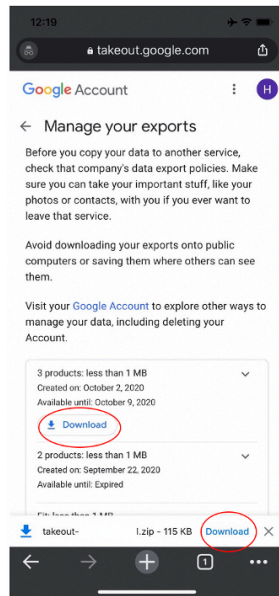 12:19
takeout.google.com
Google Account
H
← Manage your exports
Before you copy your data to another service,
check that company's data export policies. Make
sure you can take your important stuff, like your
photos or contacts, with you if you ever want to
leave that service.
Avoid downloading your exports onto public
computers or saving them where others can see
them.
Visit your Google Account to explore other ways to
manage your data, including deleting your
Account.
3 products: less than 1 MB
Created on: October 2, 2020
Available until: October 9, 2020
Download
2 products: less than 1 MB
Created on: September 22, 2020
Available until: Expired
Fit: less than 1 MB
takeout- l.zip - 115 KB Download
1